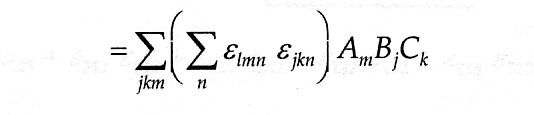 = ∑_{jkm} ( ∑_{n} ε_{lmn} ε_{jkn} ) A_m B_j C_k